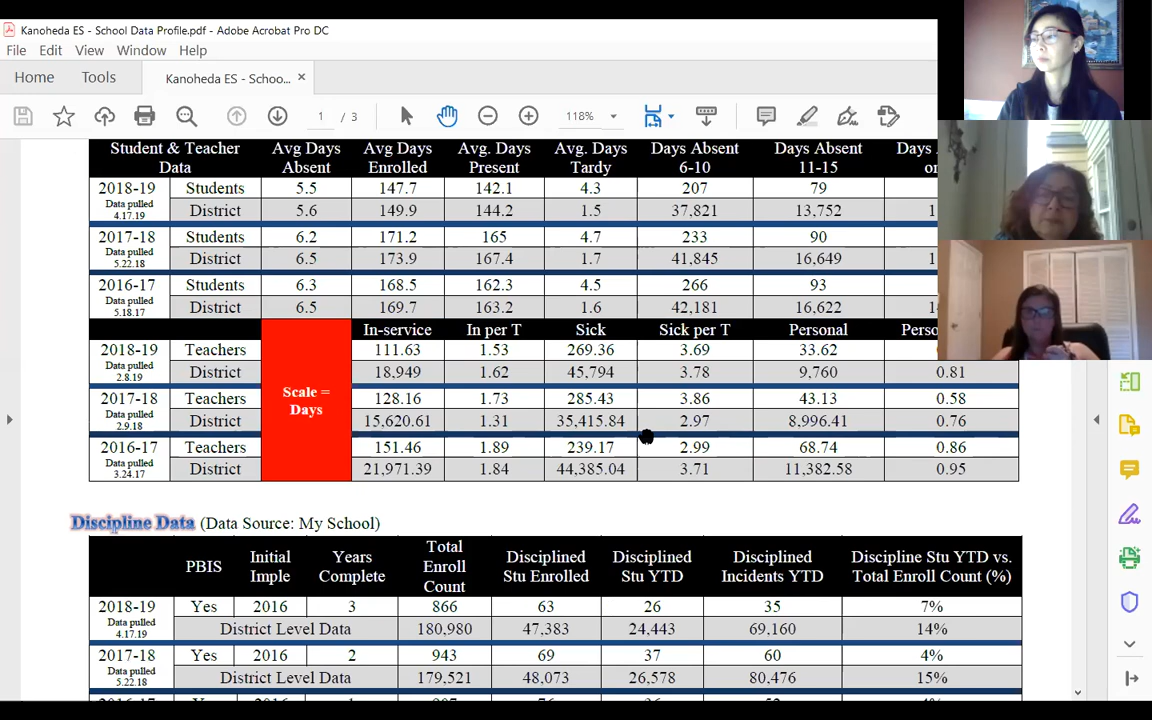 Kanoheda ES - School Data Profile.pdf - Adobe Acrobat Pro DC
File Edit View Window Help
Home Tools Kanoheda ES - Schoo... ×
1 / 3 118%
Student & Teacher Data Avg Days Absent Avg Days Enrolled Avg. Days Present Avg. Days Tardy Days Absent 6-10 Days Absent 11-15 Days
2018-19 Data pulled 4.17.19 Students 5.5 147.7 142.1 4.3 207 79
District 5.6 149.9 144.2 1.5 37,821 13,752
2017-18 Data pulled 5.22.18 Students 6.2 171.2 165 4.7 233 90
District 6.5 173.9 167.4 1.7 41,845 16,649
2016-17 Data pulled 5.18.17 Students 6.3 168.5 162.3 4.5 266 93
District 6.5 169.7 163.2 1.6 42,181 16,622
In-service In per T Sick Sick per T Personal
Scale = Days
2018-19 Data pulled 2.8.19 Teachers 111.63 1.53 269.36 3.69 33.62
District 18,949 1.62 45,794 3.78 9,760 0.81
2017-18 Data pulled 2.9.18 Teachers 128.16 1.73 285.43 3.86 43.13 0.58
District 15,620.61 1.31 35,415.84 2.97 8,996.41 0.76
2016-17 Data pulled 3.24.17 Teachers 151.46 1.89 239.17 2.99 68.74 0.86
District 21,971.39 1.84 44,385.04 3.71 11,382.58 0.95
Discipline Data (Data Source: My School)
PBIS Initial Imple Years Complete Total Enroll Count Disciplined Stu Enrolled Disciplined Stu YTD Disciplined Incidents YTD Discipline Stu YTD vs. Total Enroll Count (%)
2018-19 Data pulled 4.17.19 Yes 2016 3 866 63 26 35 7%
District Level Data 180,980 47,383 24,443 69,160 14%
2017-18 Data pulled 5.22.18 Yes 2016 2 943 69 37 60 4%
District Level Data 179,521 48,073 26,578 80,476 15%